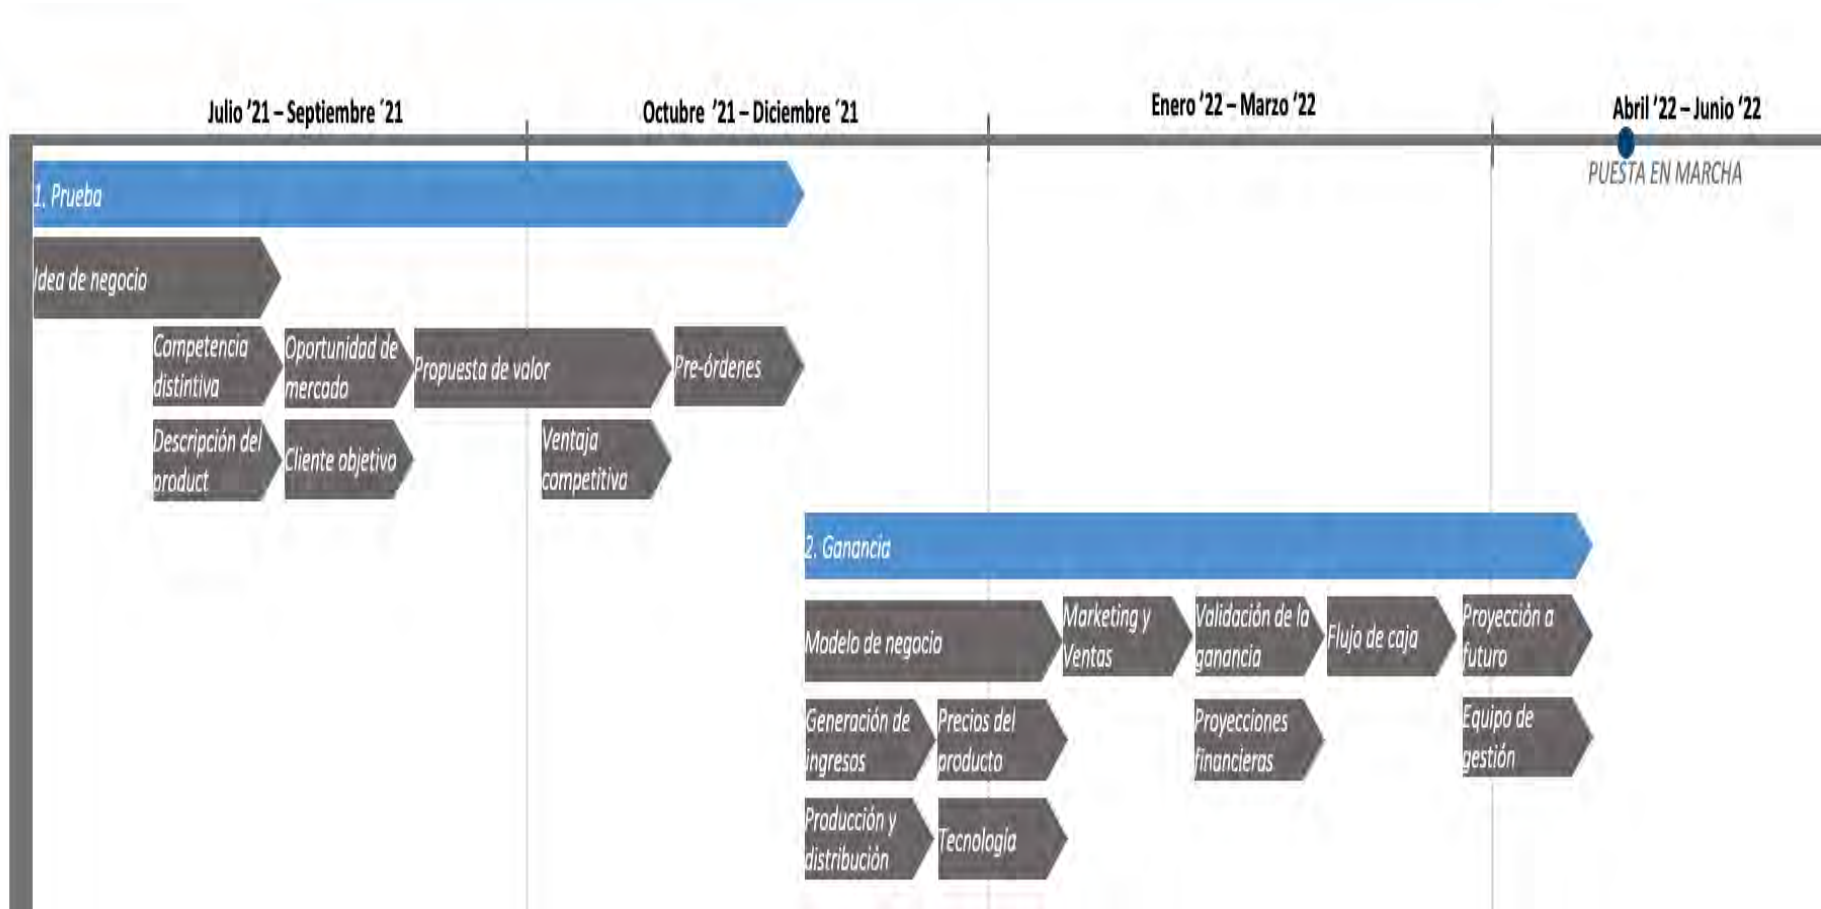 Julio '21 – Septiembre ´21
Octubre ´21 – Diciembre ´21
Enero '22 – Marzo '22
Abril '22 – Junio '22
PUESTA EN MARCHA
1. Prueba
Idea de negocio
Competencia
distintiva
Oportunidad de
mercado
Propuesta de valor
Pre-órdenes
Descripción del
product
Cliente objetivo
Ventaja
competitiva
2. Ganancia
Modelo de negocio
Marketing y
Ventas
Validación de la
ganancia
Flujo de caja
Proyección a
futuro
Generación de
ingresos
Precios del
producto
Proyecciones
financieras
Equipo de
gestión
Producción y
distribución
Tecnología